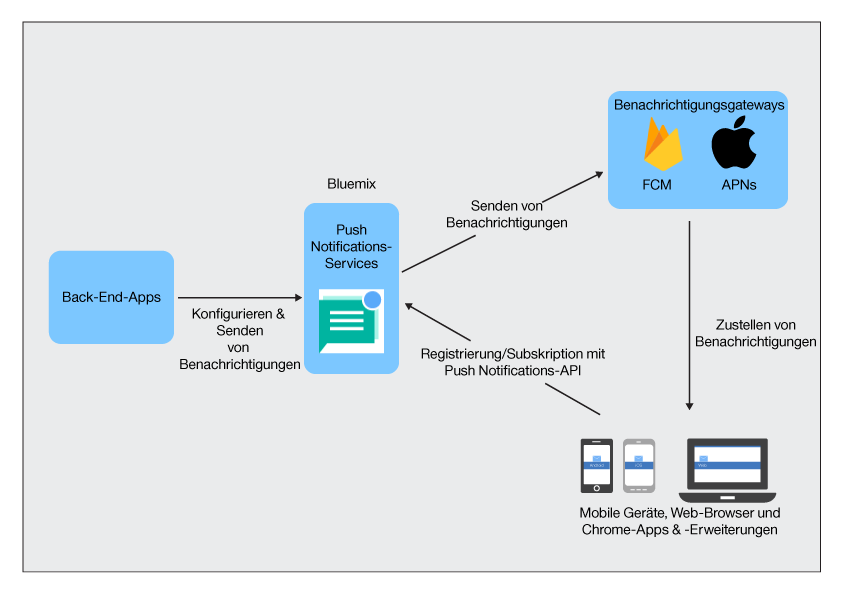 Benachrichtigungsgateways
FCM
APNs
Bluemix
Push
Notifications-
Services
Senden von
Benachrichtigungen
Back-End-Apps
Konfigurieren &
Senden
von
Benachrichtigungen
Registrierung/Subskription mit
Push Notifications-API
Zustellen von
Benachrichtigungen
Android
iOS
Web
Mobile Geräte, Web-Browser und
Chrome-Apps & -Erweiterungen